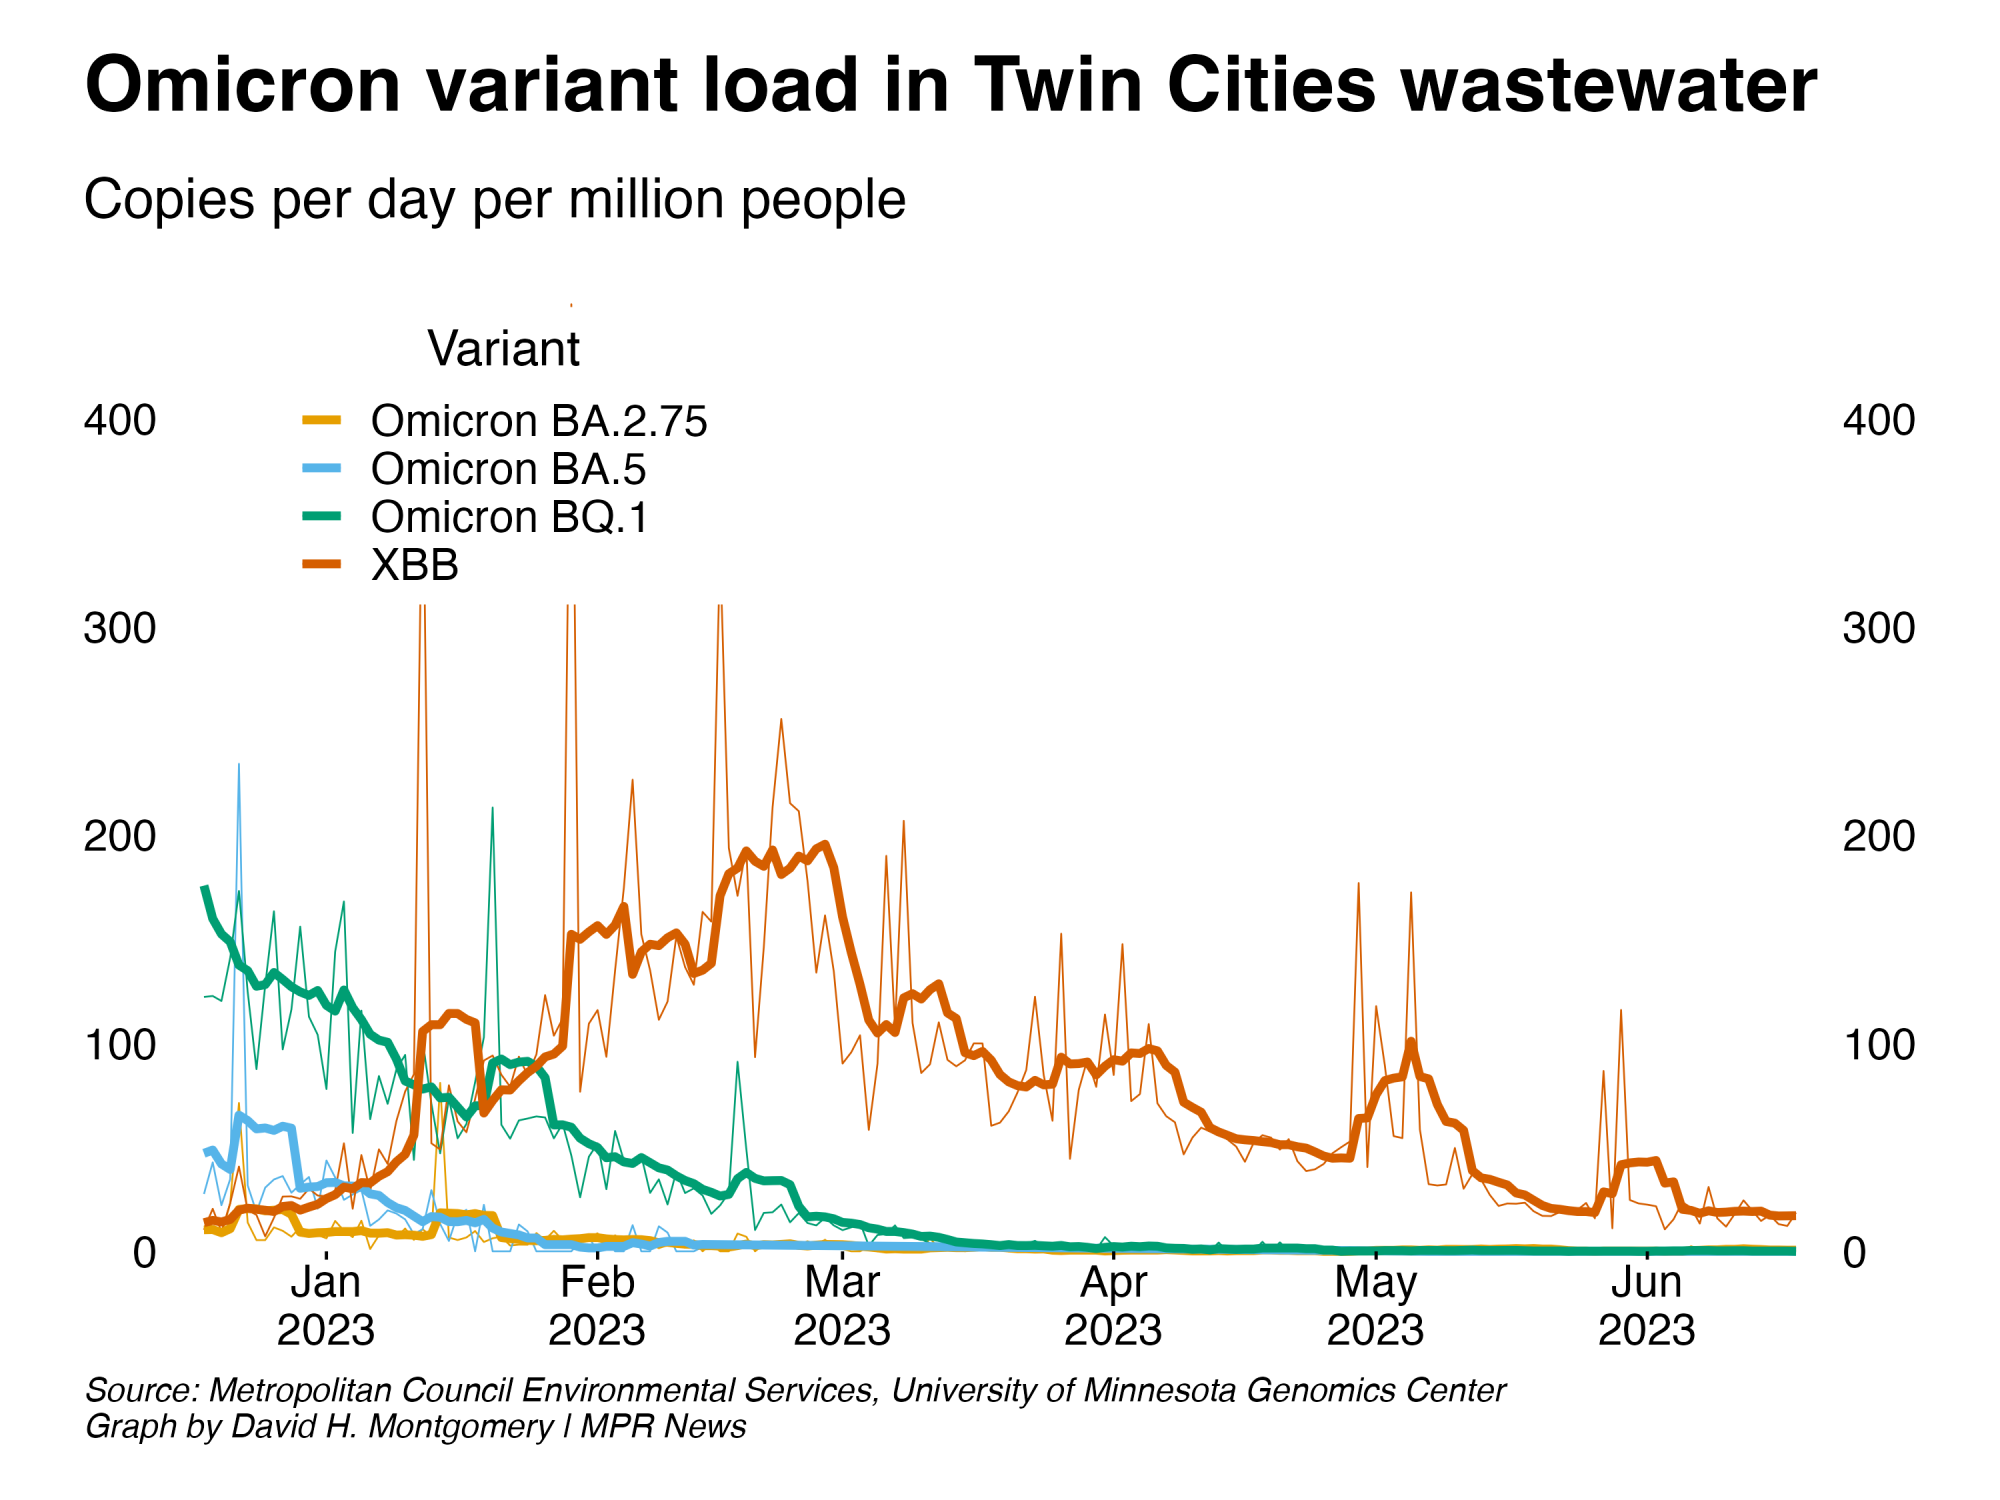 Omicron variant load in Twin Cities wastewater
Copies per day per million people
Variant
Omicron BA.2.75
Omicron BA.5
Omicron BQ.1
XBB
400 400
300 300
200 200
100 100
0 0
Jan Feb Mar Apr May Jun
2023 2023 2023 2023 2023 2023
Source: Metropolitan Council Environmental Services, University of Minnesota Genomics Center
Graph by David H. Montgomery | MPR News